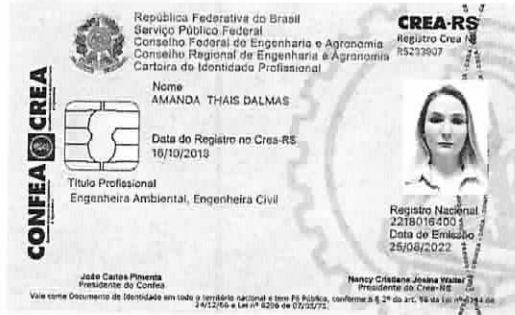 República Federativa do Brasil
Serviço Público Federal
Conselho Federal de Engenharia e Agronomia
Conselho Regional de Engenharia e Agronomia
Carteira de Identidade Profissional
CREA-RS
Registro Crea
RS233907
CONFEA CREA
Nome
AMANDA THAIS DALMAS
Data do Registro no Crea-RS
16/10/2018
Título Profissional
Engenheira Ambiental, Engenheira Civil
Registro Nacional
2218016400
Data de Emissão
25/08/2022
João Carlos Pimenta
Presidente do Confea
Nancy Cristiane Josina Walter
Presidente do Crea-RS
Vale como Documento de Identidade em todo o território nacional e tem Fé Pública, conforme o § 2º do art. 56 da Lei nº 5194 de
24/12/66 e Lei nº 6206 de 07/05/75.